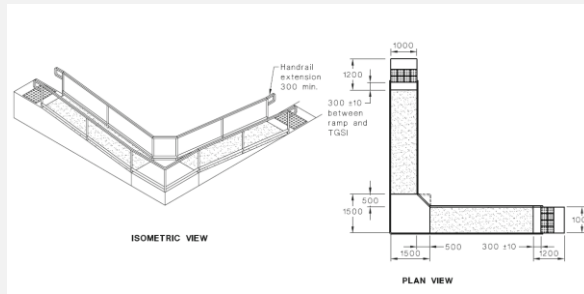 Handrail
extension
300 min.
ISOMETRIC VIEW
1000
1200
300 ±10
between
ramp and
TGSI
500
1500
500
1500
300 ±10
1200
PLAN VIEW